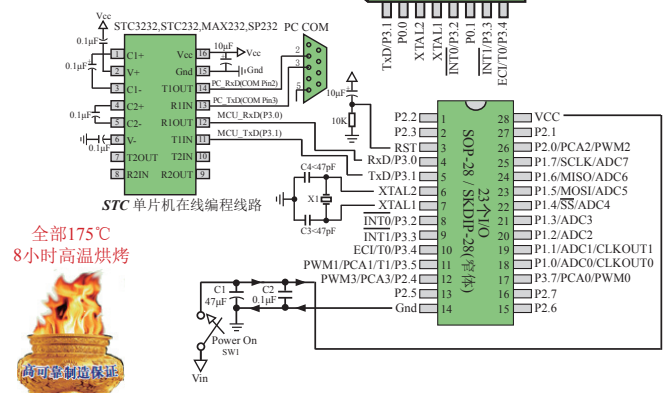 Vcc
STC3232,STC232,MAX232,SP232 PC COM
0.1μF
10μF
Vcc
1 C1+ Vcc 16
0.1μF
2 V+ Gnd 15 Gnd
3 C1- T1OUT 14 PC_RxD(COM Pin2) 2
4 C2+ R1IN 13 PC_TxD(COM Pin3) 3
0.1μF
5 C2- R1OUT 12 MCU_RxD(P3.0) 5
6 V- T1IN 11 MCU_TxD(P3.1)
0.1μF
7 T2OUT T2IN 10
8 R2IN R2OUT 9
STC 单片机在线编程线路
TxD/P3.1
P0.0
XTAL2
XTAL1
INT0/P3.2
P0.1
INT1/P3.3
ECI/T0/P3.4
10μF
10K
C4<47pF
X1
C3<47pF
P2.2 1
P2.3 2
RST 3
RxD/P3.0 4
TxD/P3.1 5
XTAL2 6
XTAL1 7
INT0/P3.2 8
INT1/P3.3 9
ECI/T0/P3.4 10
PWM1/PCA1/T1/P3.5 11
PWM3/PCA3/P2.4 12
P2.5 13
Gnd 14
SOP-28 / SKDIP-28(窄体)
23个I/O
28 VCC
27 P2.1
26 P2.0/PCA2/PWM2
25 P1.7/SCLK/ADC7
24 P1.6/MISO/ADC6
23 P1.5/MOSI/ADC5
22 P1.4/SS/ADC4
21 P1.3/ADC3
20 P1.2/ADC2
19 P1.1/ADC1/CLKOUT1
18 P1.0/ADC0/CLKOUT0
17 P3.7/PCA0/PWM0
16 P2.7
15 P2.6
全部175℃
8小时高温烘烤
高可靠制造保证
C1
47μF
C2
0.1μF
Power On
SW1
Vin